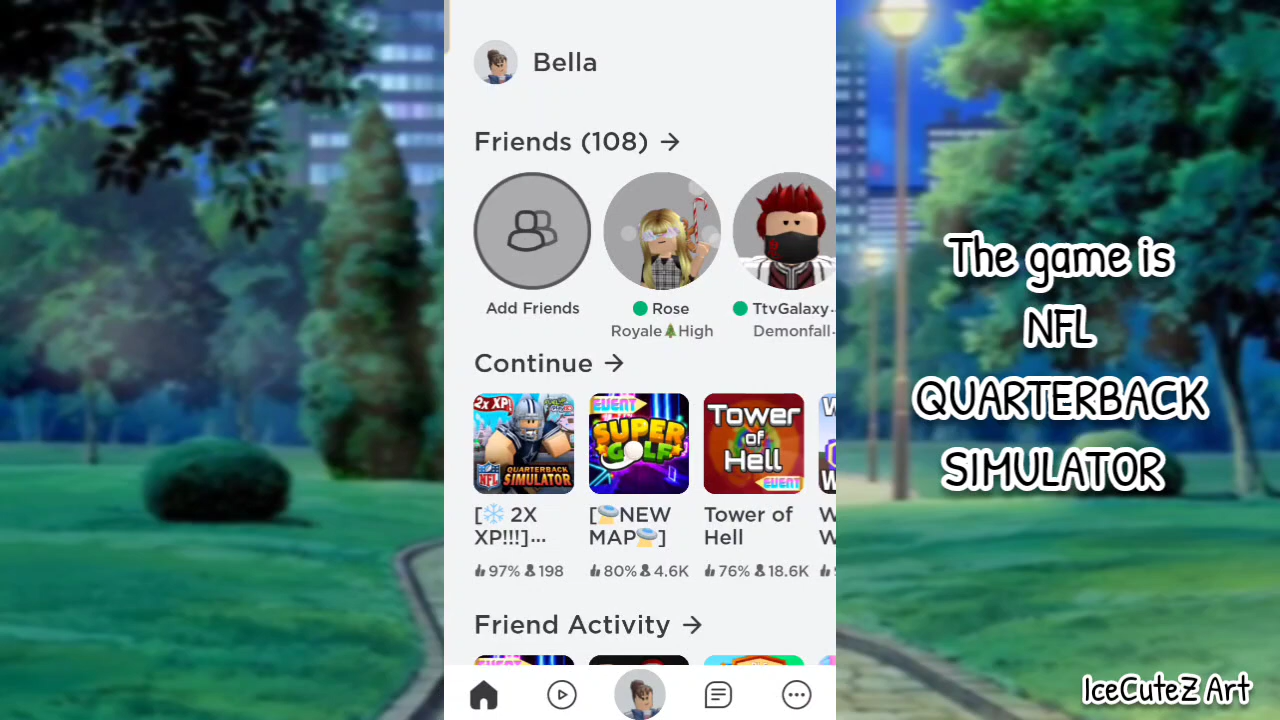 Bella
Friends (108) →
Add Friends
Rose
Royale🌲High
TtvGalaxy..
Demonfall..
Continue →
2x XP!
NFL
QUARTERBACK
SIMULATOR
EVENT
SUPER
GOLF
Tower
of
Hell
EVENT
[❄️ 2X
XP!!!]...
97% 198
[🛸NEW
MAP🛸]
80% 4.6K
Tower of
Hell
76% 18.6K
Friend Activity →
The game is
NFL
QUARTERBACK
SIMULATOR
IceCuteZ Art